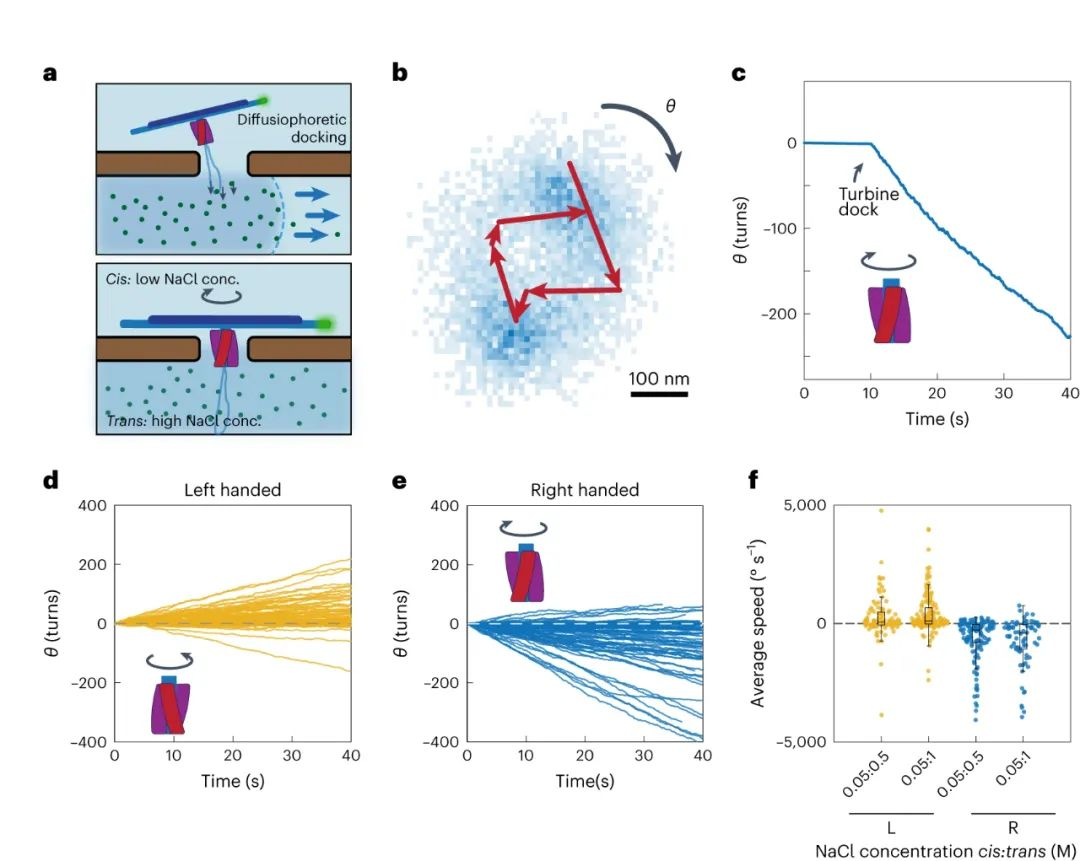 a
Diffusiophoretic
docking
Cis: low NaCl conc.
Trans: high NaCl conc.
b
θ
100 nm
c
θ (turns)
0
-100
-200
Turbine
dock
0 10 20 30 40
Time (s)
d
Left handed
θ (turns)
400
200
0
-200
-400
0 10 20 30 40
Time (s)
e
Right handed
θ (turns)
400
200
0
-200
-400
0 10 20 30 40
Time(s)
f
Average speed (° s⁻¹)
5,000
0
-5,000
0.05:0.5 0.05:1 0.05:0.5 0.05:1
L R
NaCl concentration cis:trans (M)